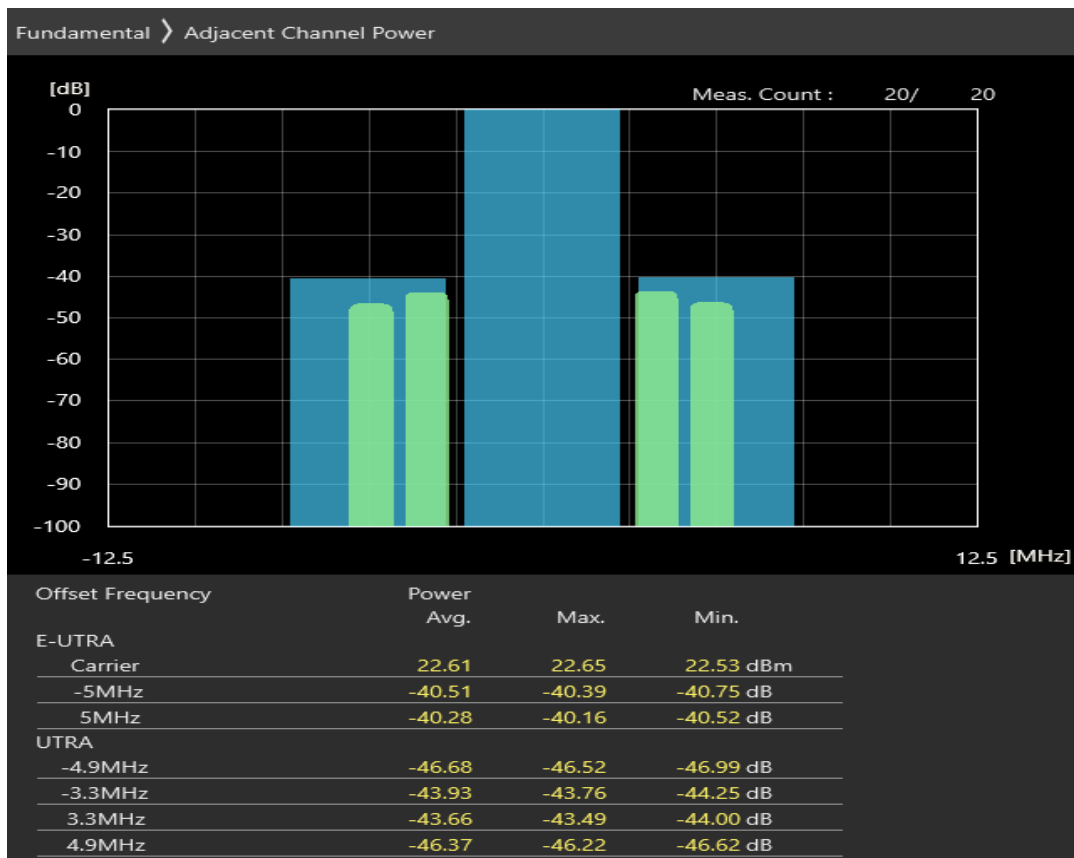 Fundamental 〉 Adjacent Channel Power
[dB]
Meas. Count : 20/ 20
0
-10
-20
-30
-40
-50
-60
-70
-80
-90
-100
-12.5 12.5 [MHz]
Offset Frequency Power
Avg. Max. Min.
E-UTRA
Carrier 22.61 22.65 22.53 dBm
-5MHz -40.51 -40.39 -40.75 dB
5MHz -40.28 -40.16 -40.52 dB
UTRA
-4.9MHz -46.68 -46.52 -46.99 dB
-3.3MHz -43.93 -43.76 -44.25 dB
3.3MHz -43.66 -43.49 -44.00 dB
4.9MHz -46.37 -46.22 -46.62 dB